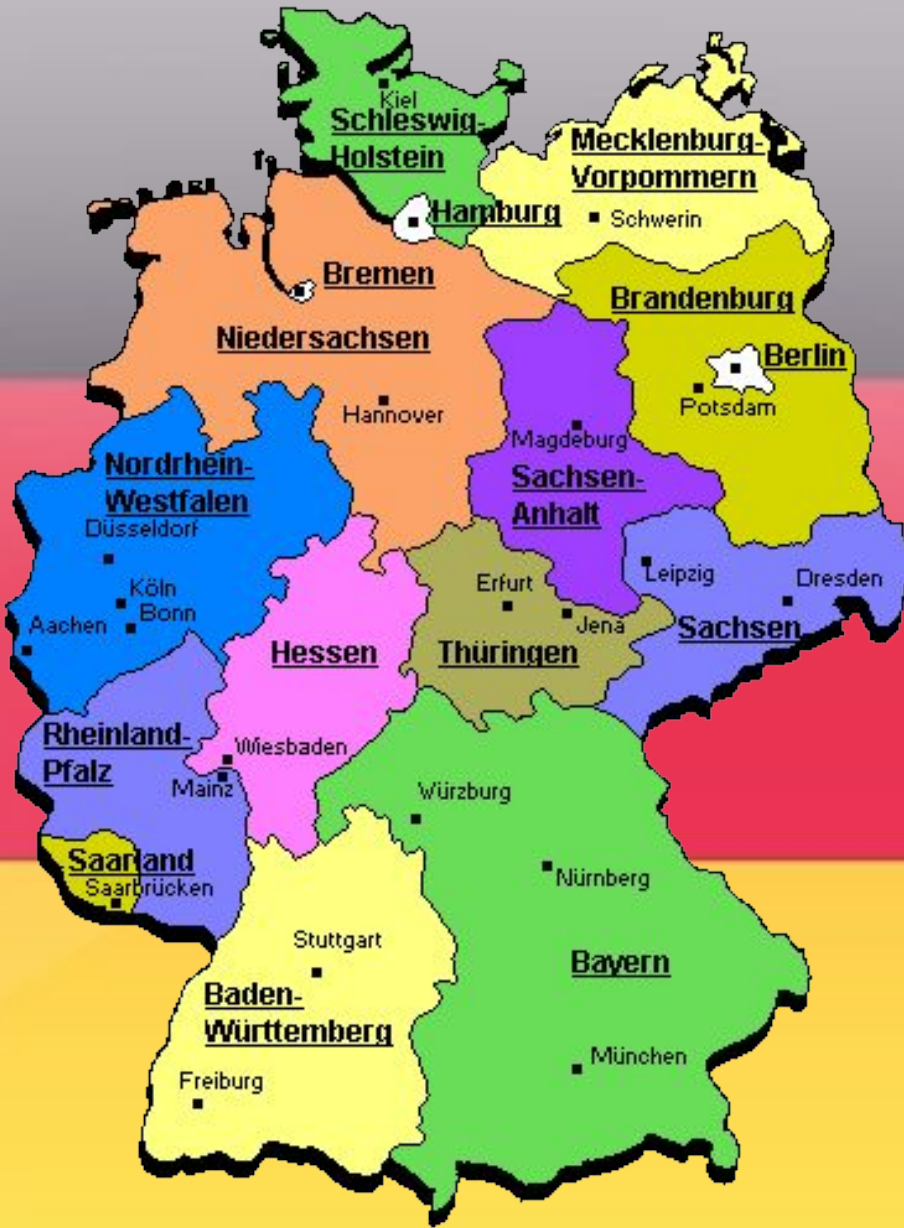 Kiel
Schleswig-
Holstein
Mecklenburg-
Vorpommern
Schwerin
Hamburg
Bremen
Brandenburg
Niedersachsen
Berlin
Potsdam
Hannover
Magdeburg
Nordrhein-
Westfalen
Sachsen-
Anhalt
Düsseldorf
Köln
Bonn
Aachen
Erfurt
Jena
Leipzig
Dresden
Sachsen
Hessen
Thüringen
Rheinland-
Pfalz
Wiesbaden
Mainz
Würzburg
Saarland
Saarbrücken
Nürnberg
Stuttgart
Bayern
Baden-
Württemberg
München
Freiburg